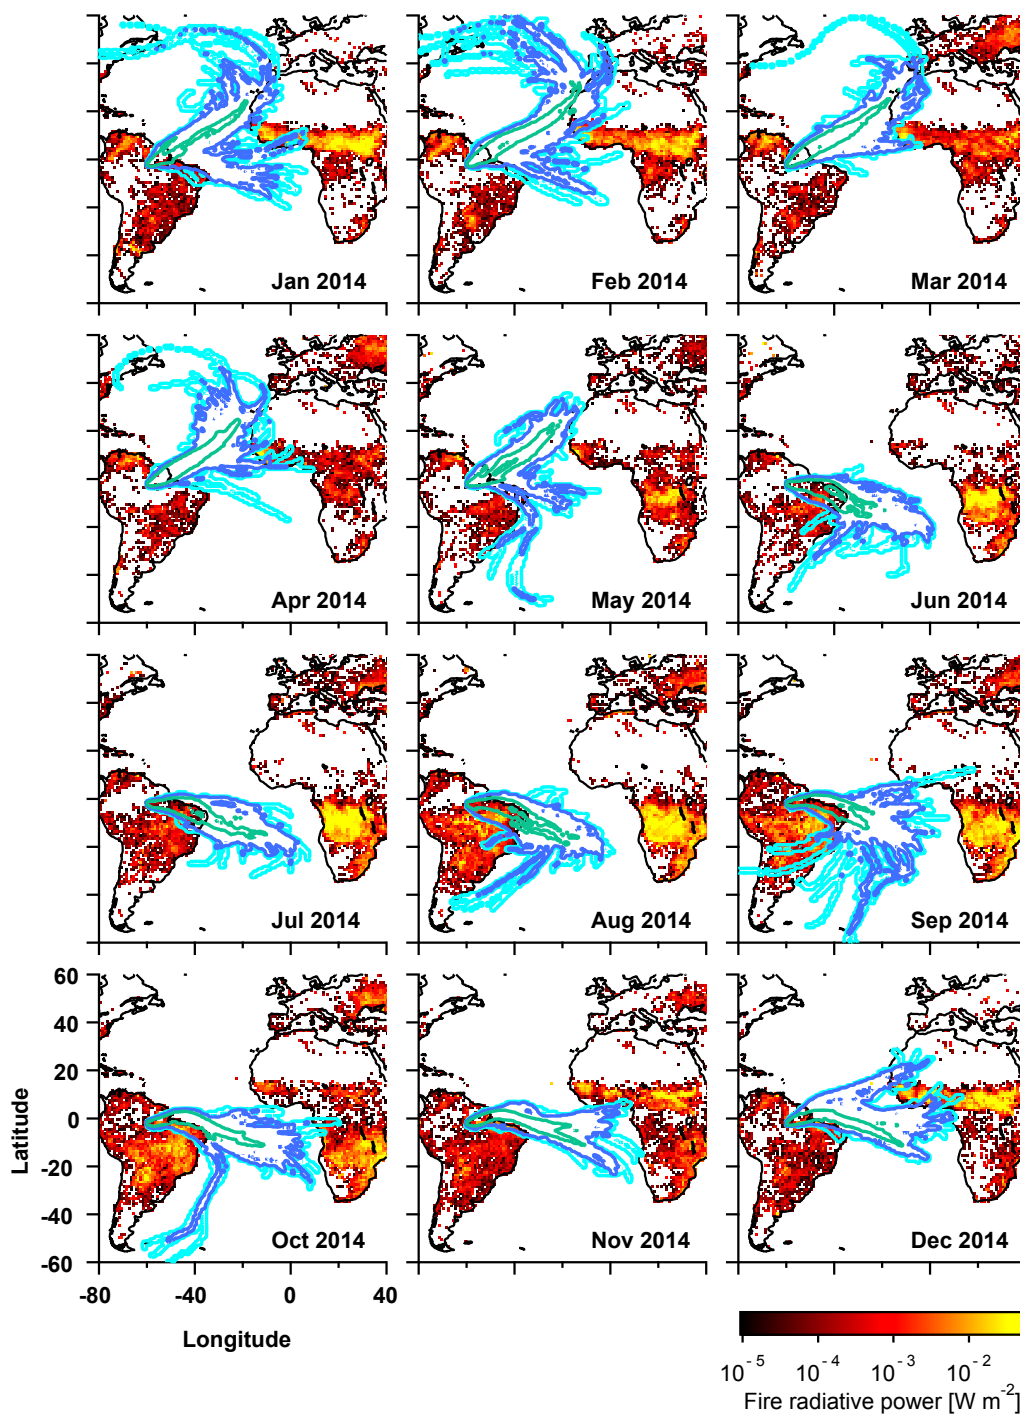 Jan 2014
Feb 2014
Mar 2014
Apr 2014
May 2014
Jun 2014
Jul 2014
Aug 2014
Sep 2014
60
40
20
0
-20
-40
-60
Latitude
Oct 2014
Nov 2014
Dec 2014
-80 -40 0 40
Longitude
10⁻⁵ 10⁻⁴ 10⁻³ 10⁻²
Fire radiative power [W m⁻²]